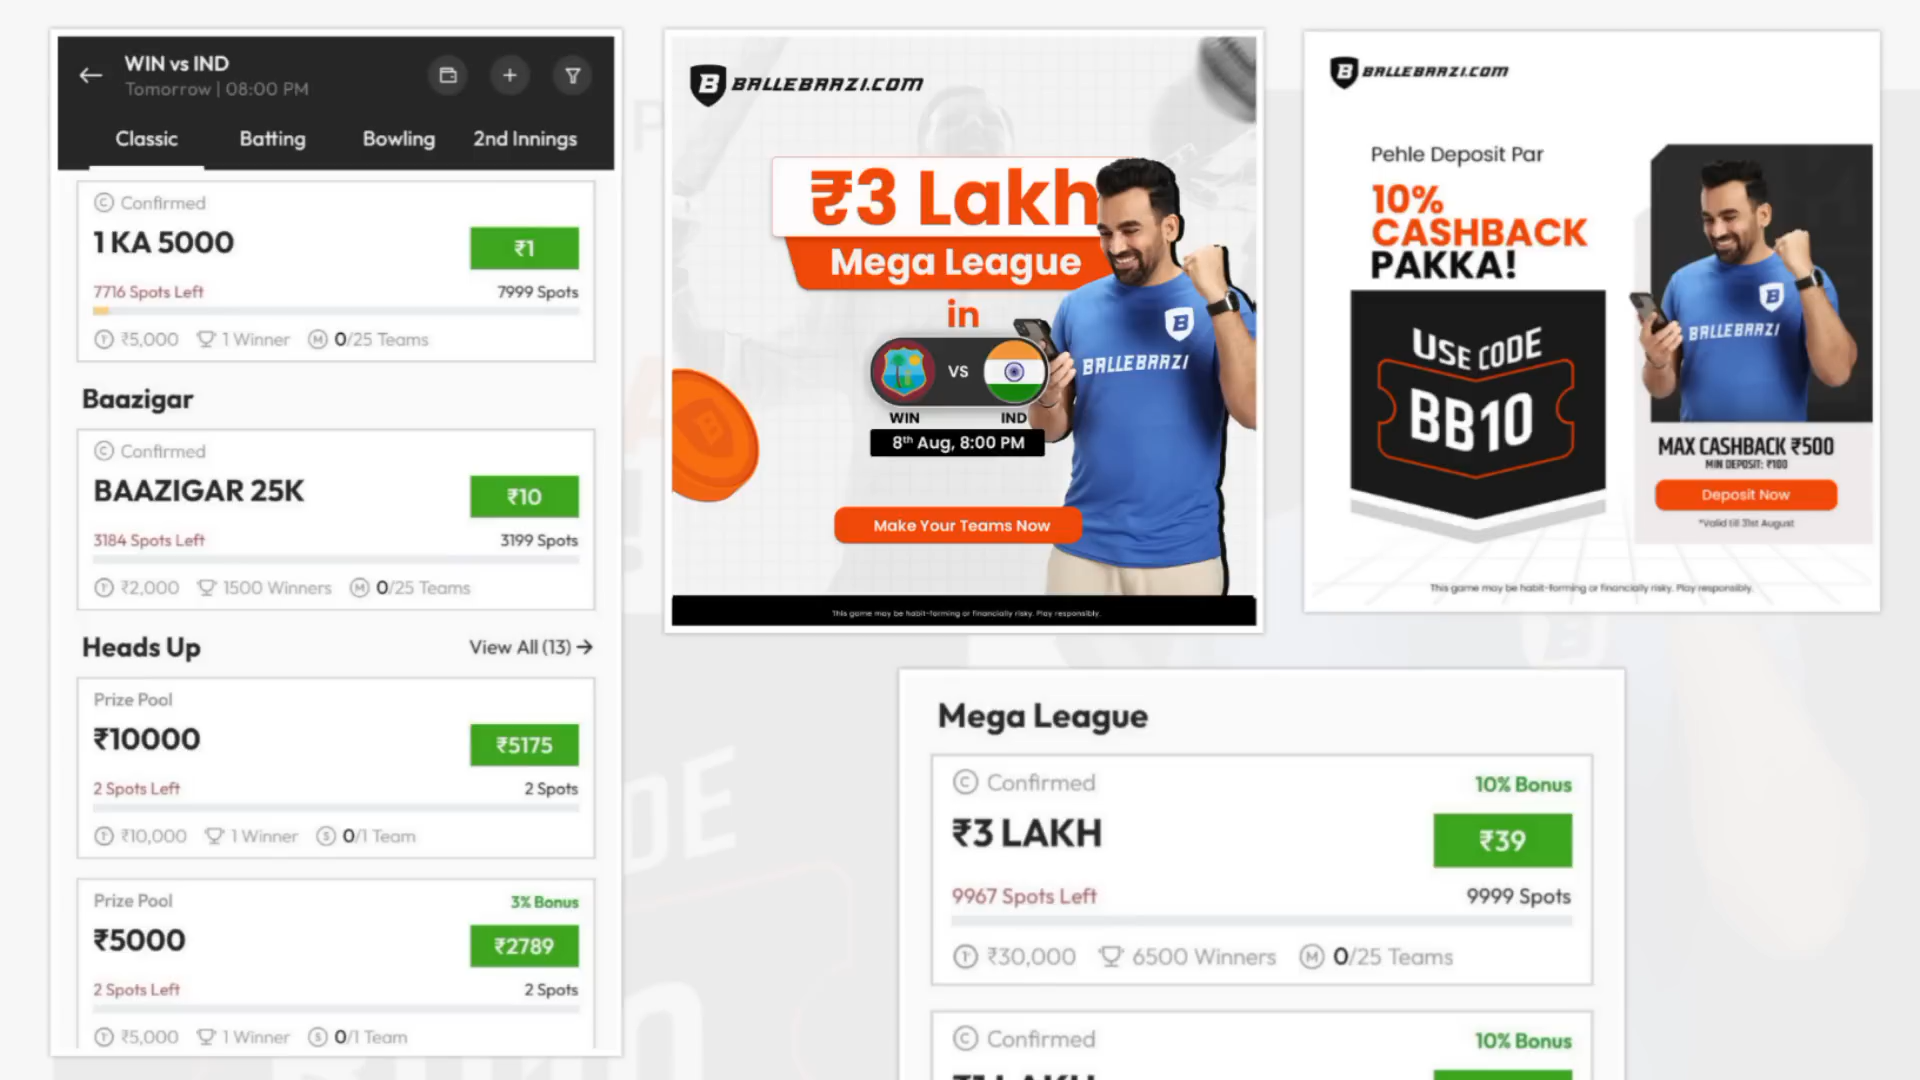 WIN vs IND
Tomorrow | 08:00 PM
Classic Batting Bowling 2nd Innings
Confirmed
1 KA 5000 ₹1
7716 Spots Left 7999 Spots
₹5,000 1 Winner 0/25 Teams
Baazigar
Confirmed
BAAZIGAR 25K ₹10
3184 Spots Left 3199 Spots
₹2,000 1500 Winners 0/25 Teams
Heads Up View All (13)
Prize Pool
₹10000 ₹5175
2 Spots Left 2 Spots
₹10,000 1 Winner 0/1 Team
Prize Pool 3% Bonus
₹5000 ₹2789
2 Spots Left 2 Spots
₹5,000 1 Winner 0/1 Team
BALLEBAAZI.COM
₹3 Lakh
Mega League
in
VS
WIN IND
8th Aug, 8:00 PM
BALLEBAAZI
Make Your Teams Now
This game may be habit-forming or financially risky. Play responsibly.
BALLEBAAZI.COM
Pehle Deposit Par
10%
CASHBACK
PAKKA!
USE CODE
BB10
BALLEBAAZI
MAX CASHBACK ₹500
MIN DEPOSIT: ₹100
Deposit Now
*Valid till 31st August
This game may be habit-forming or financially risky. Play responsibly.
Mega League
Confirmed 10% Bonus
₹3 LAKH ₹39
9967 Spots Left 9999 Spots
₹30,000 6500 Winners 0/25 Teams
Confirmed 10% Bonus